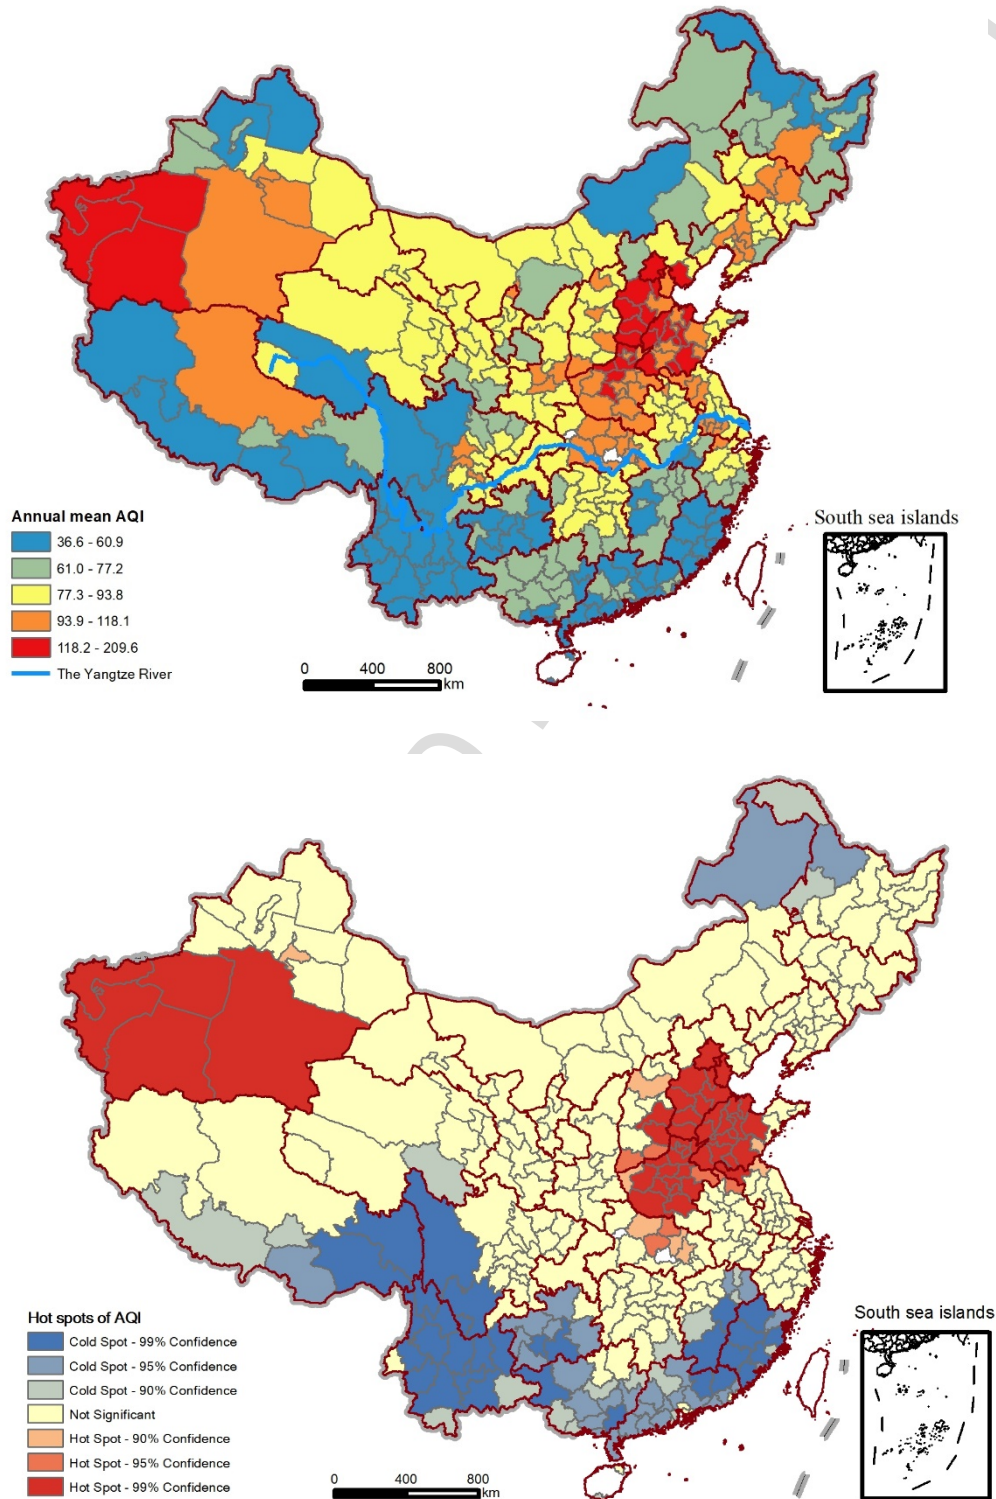 Annual mean AQI
36.6 - 60.9
61.0 - 77.2
77.3 - 93.8
93.9 - 118.1
118.2 - 209.6
The Yangtze River
0 400 800
km
South sea islands
Hot spots of AQI
Cold Spot - 99% Confidence
Cold Spot - 95% Confidence
Cold Spot - 90% Confidence
Not Significant
Hot Spot - 90% Confidence
Hot Spot - 95% Confidence
Hot Spot - 99% Confidence
0 400 800
km
South sea islands